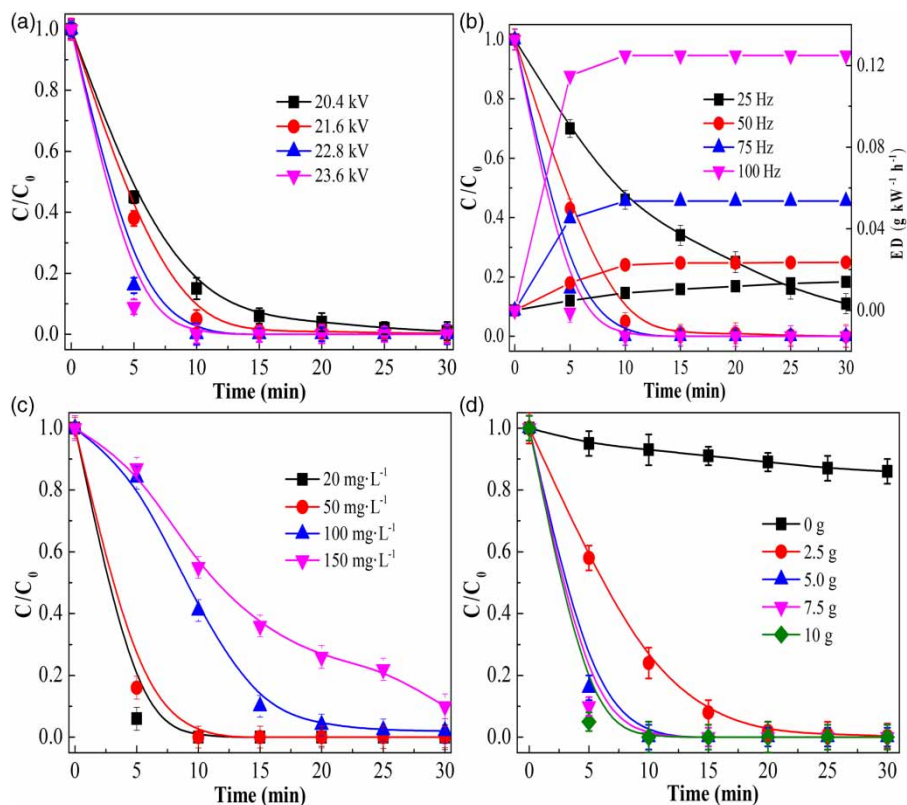 (a)
1.0
0.8
0.6
0.4
0.2
0.0
C/C0
20.4 kV
21.6 kV
22.8 kV
23.6 kV
0 5 10 15 20 25 30
Time (min)
(b)
1.0
0.8
0.6
0.4
0.2
0.0
C/C0
25 Hz
50 Hz
75 Hz
100 Hz
0.12
0.09
0.06
0.03
0.00
ED (g kW-1 h-1)
0 5 10 15 20 25 30
Time (min)
(c)
1.0
0.8
0.6
0.4
0.2
0.0
C/C0
20 mg·L-1
50 mg·L-1
100 mg·L-1
150 mg·L-1
0 5 10 15 20 25 30
Time (min)
(d)
1.0
0.8
0.6
0.4
0.2
0.0
C/C0
0 g
2.5 g
5.0 g
7.5 g
10 g
0 5 10 15 20 25 30
Time (min)